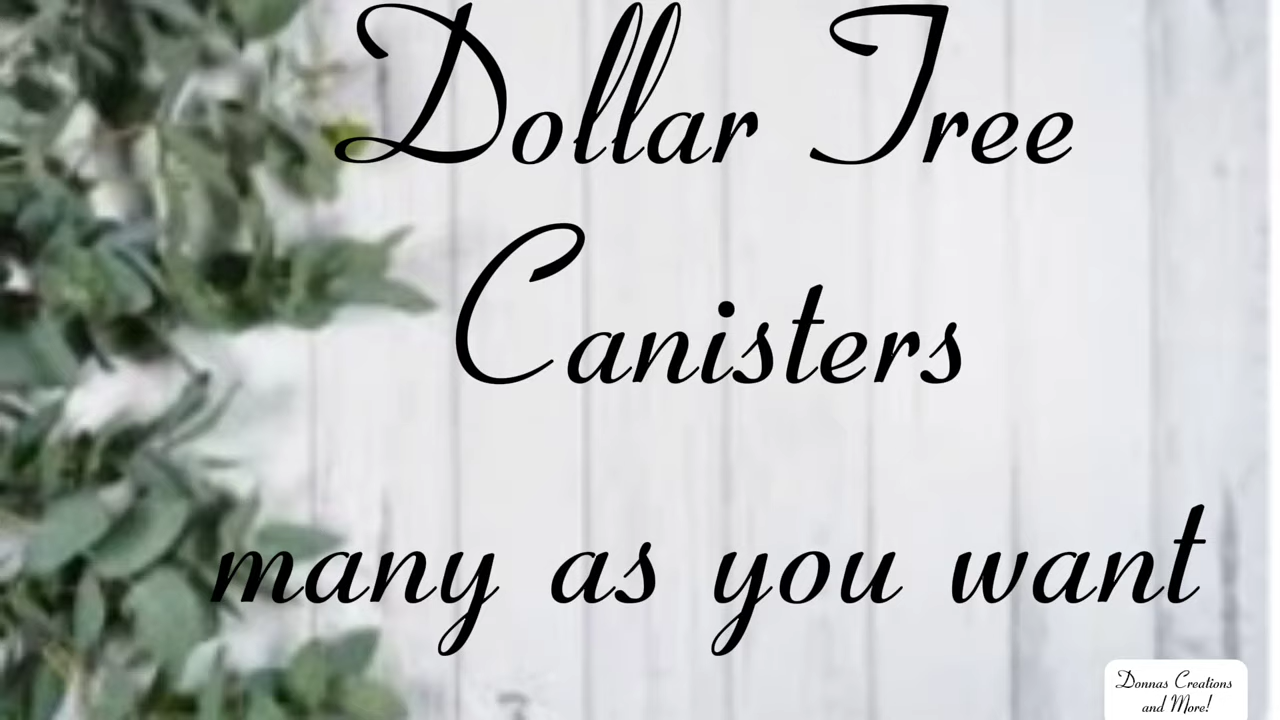 Dollar Tree
Canisters
many as you want
Donnas Creations
and More!